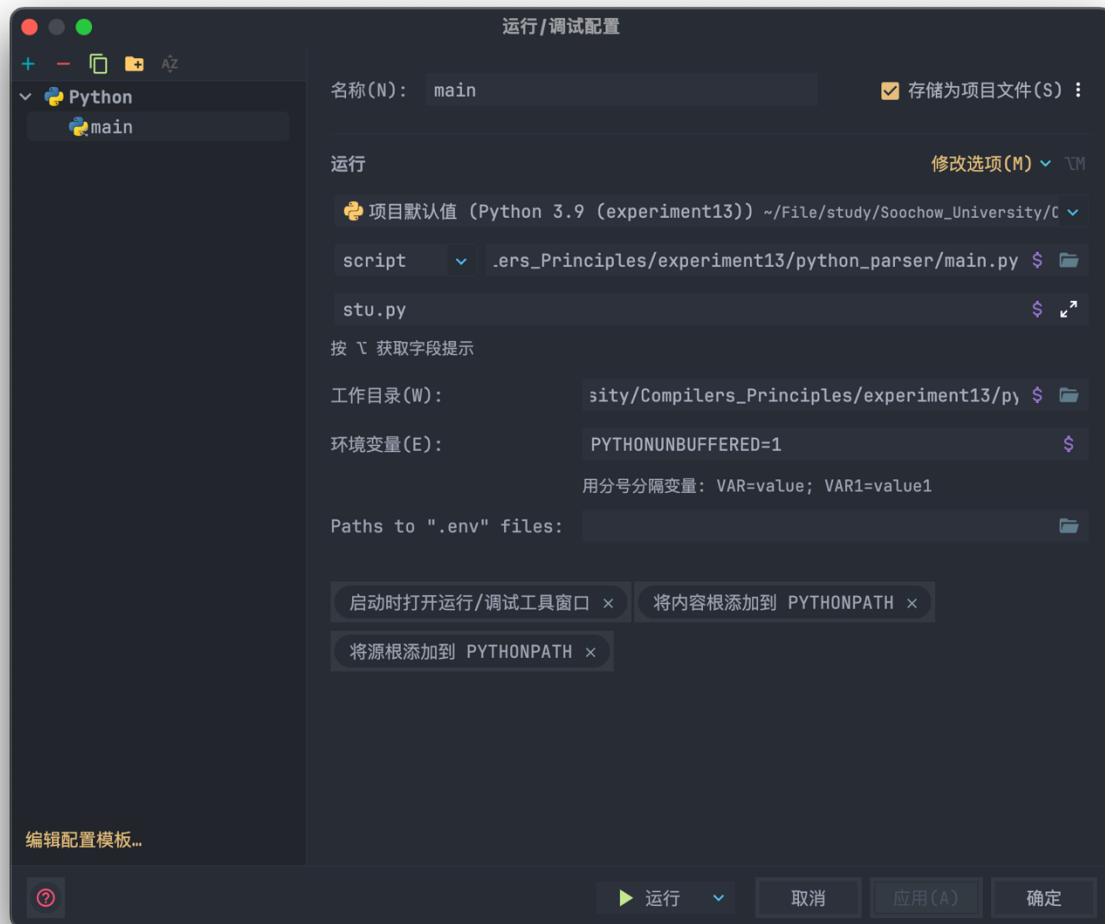 运行/调试配置
AZ
Python
main
编辑配置模板…
名称(N): main
存储为项目文件(S)
运行
修改选项(M) ⌥M
项目默认值 (Python 3.9 (experiment13)) ~/File/study/Soochow_University/C
script .ers_Principles/experiment13/python_parser/main.py $
stu.py $
按 ⌥ 获取字段提示
工作目录(W): sity/Compilers_Principles/experiment13/py $
环境变量(E): PYTHONUNBUFFERED=1 $
用分号分隔变量: VAR=value; VAR1=value1
Paths to ".env" files:
启动时打开运行/调试工具窗口 × 将内容根添加到 PYTHONPATH ×
将源根添加到 PYTHONPATH ×
? 运行 取消 应用(A) 确定